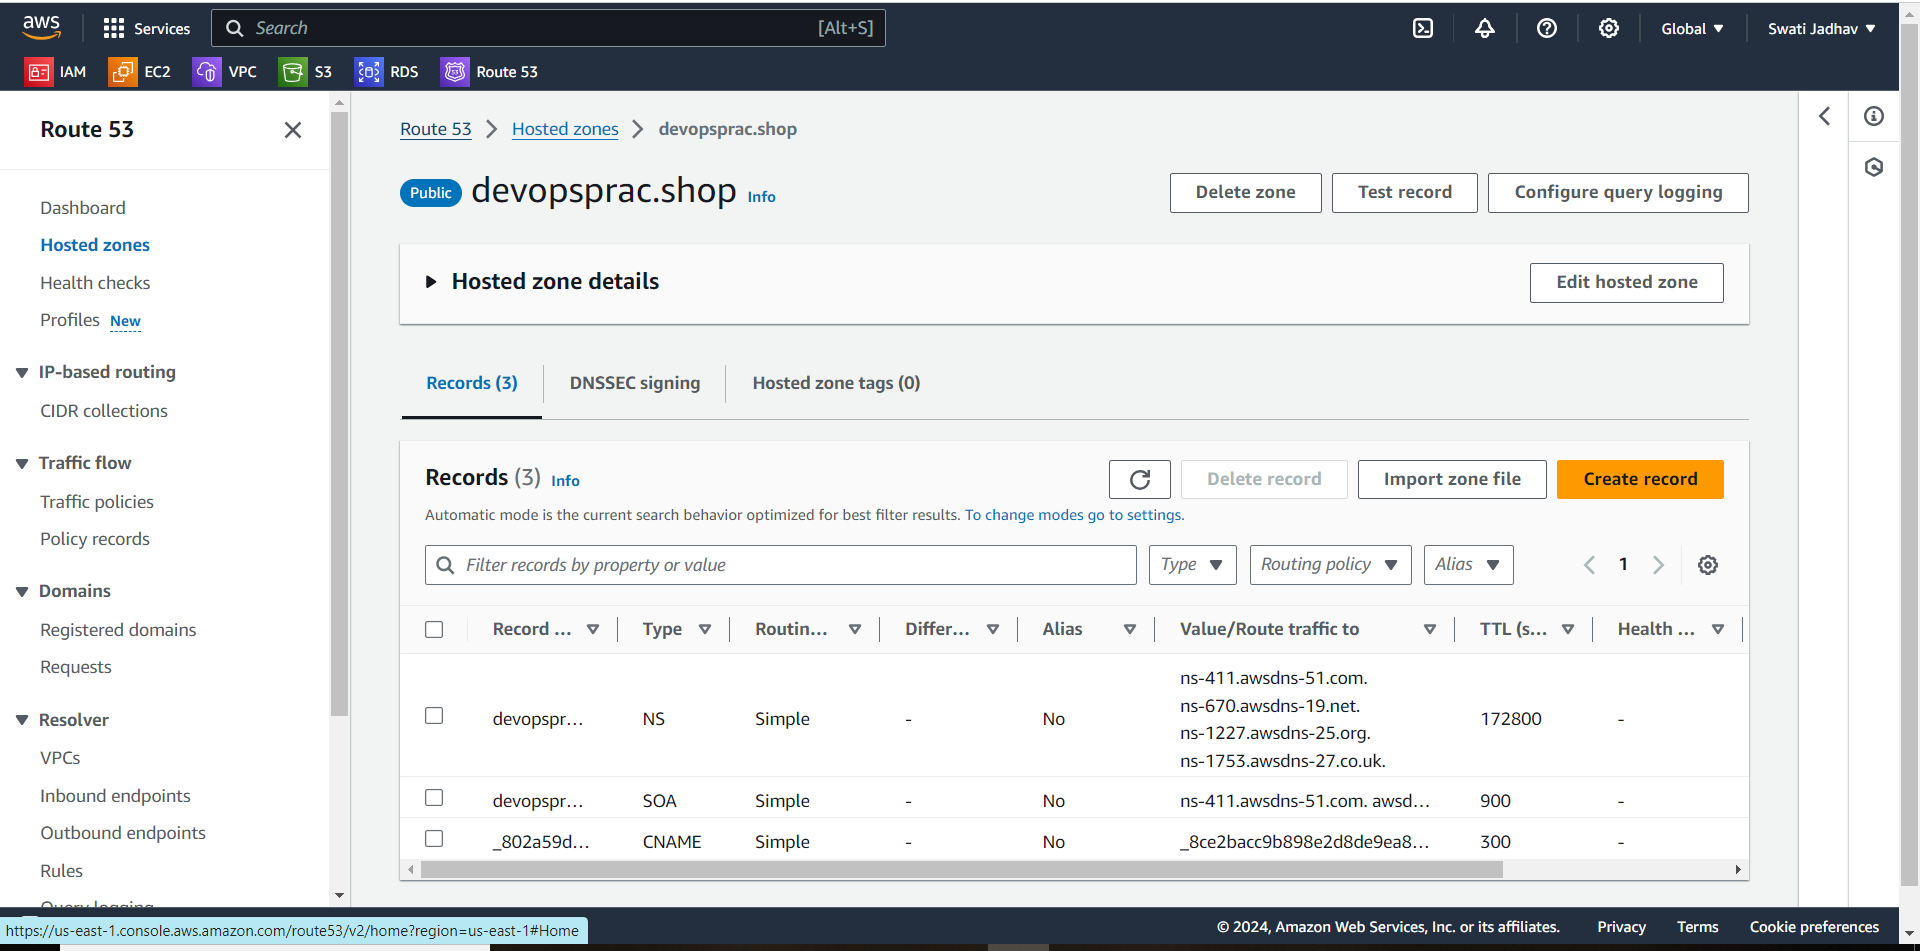 aws
Services
Search
[Alt+S]
Global
Swati Jadhav
IAM
EC2
VPC
S3
RDS
Route 53
Route 53
Dashboard
Hosted zones
Health checks
Profiles New
IP-based routing
CIDR collections
Traffic flow
Traffic policies
Policy records
Domains
Registered domains
Requests
Resolver
VPCs
Inbound endpoints
Outbound endpoints
Rules
Query logging
Route 53 > Hosted zones > devopsprac.shop
Public devopsprac.shop Info
Delete zone
Test record
Configure query logging
Hosted zone details
Edit hosted zone
Records (3)
DNSSEC signing
Hosted zone tags (0)
Records (3) Info
Delete record
Import zone file
Create record
Automatic mode is the current search behavior optimized for best filter results. To change modes go to settings.
Filter records by property or value
Type
Routing policy
Alias
1
Record ... Type Routin... Differ... Alias Value/Route traffic to TTL (s... Health ...
devopspr... NS Simple - No ns-411.awsdns-51.com. 172800 -
ns-670.awsdns-19.net.
ns-1227.awsdns-25.org.
ns-1753.awsdns-27.co.uk.
devopspr... SOA Simple - No ns-411.awsdns-51.com. awsd... 900 -
_802a59d... CNAME Simple - No _8ce2bacc9b898e2d8de9ea8... 300 -
https://us-east-1.console.aws.amazon.com/route53/v2/home?region=us-east-1#Home
© 2024, Amazon Web Services, Inc. or its affiliates.
Privacy
Terms
Cookie preferences